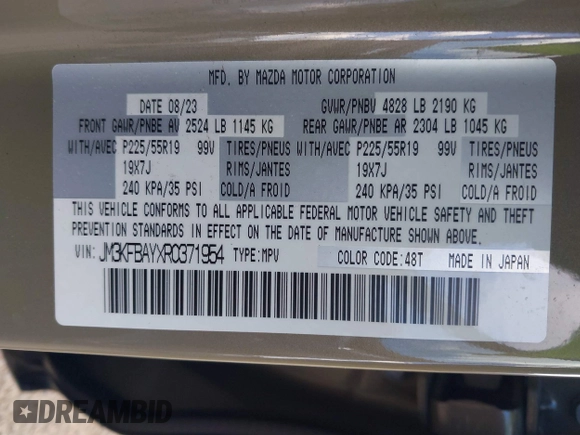 MFD. BY MAZDA MOTOR CORPORATION
DATE 08/23 GVWR/PNBV 4828 LB 2190 KG
FRONT GAWR/PNBE AV 2524 LB 1145 KG REAR GAWR/PNBE AR 2304 LB 1045 KG
WITH/AVEC P225/55R19 99V TIRES/PNEUS WITH/AVEC P225/55R19 99V TIRES/PNEUS
19X7J RIMS/JANTES 19X7J RIMS/JANTES
240 KPA/35 PSI COLD/A FROID 240 KPA/35 PSI COLD/A FROID
THIS VEHICLE CONFORMS TO ALL APPLICABLE FEDERAL MOTOR VEHICLE SAFETY AND THEFT
PREVENTION STANDARDS IN EFFECT ON THE DATE OF MANUFACTURE SHOWN ABOVE.
VIN: JM3KFBAYXR0371954 TYPE:MPV COLOR CODE:48T MADE IN JAPAN
DREAMBID